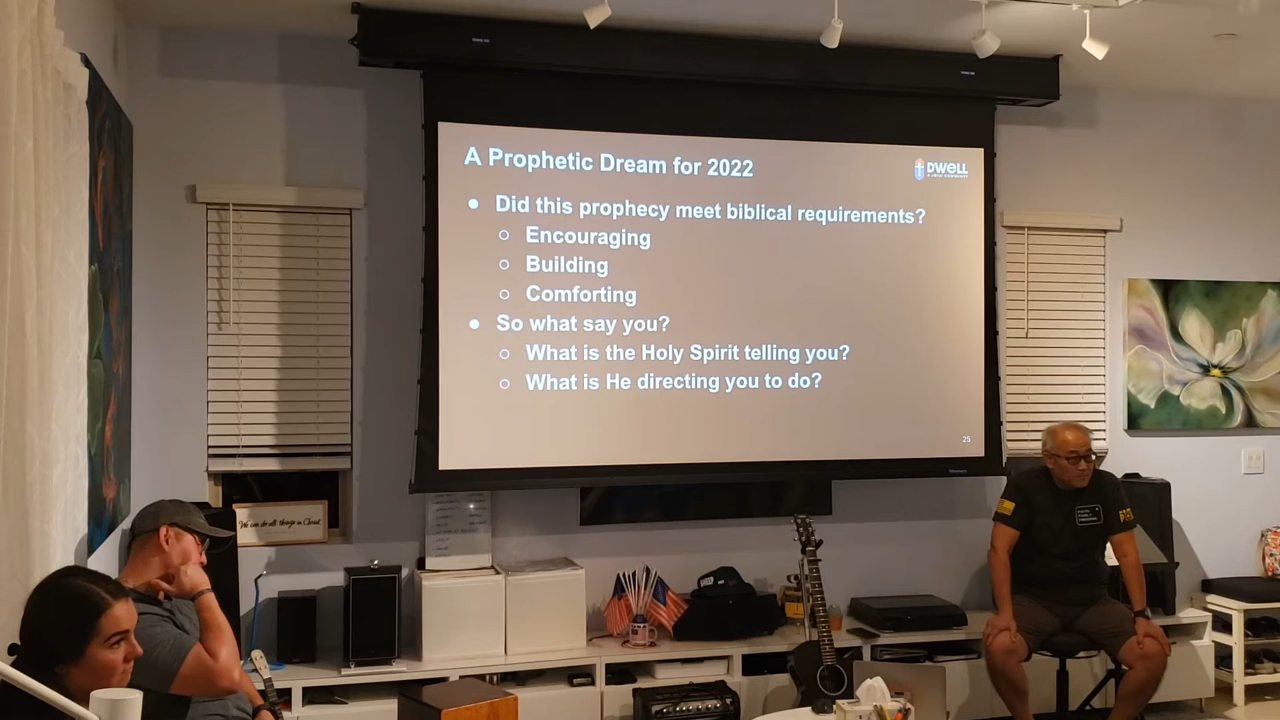 A Prophetic Dream for 2022
DWELL
● Did this prophecy meet biblical requirements?
○ Encouraging
○ Building
○ Comforting
● So what say you?
○ What is the Holy Spirit telling you?
○ What is He directing you to do?
25
We can do all things in Christ